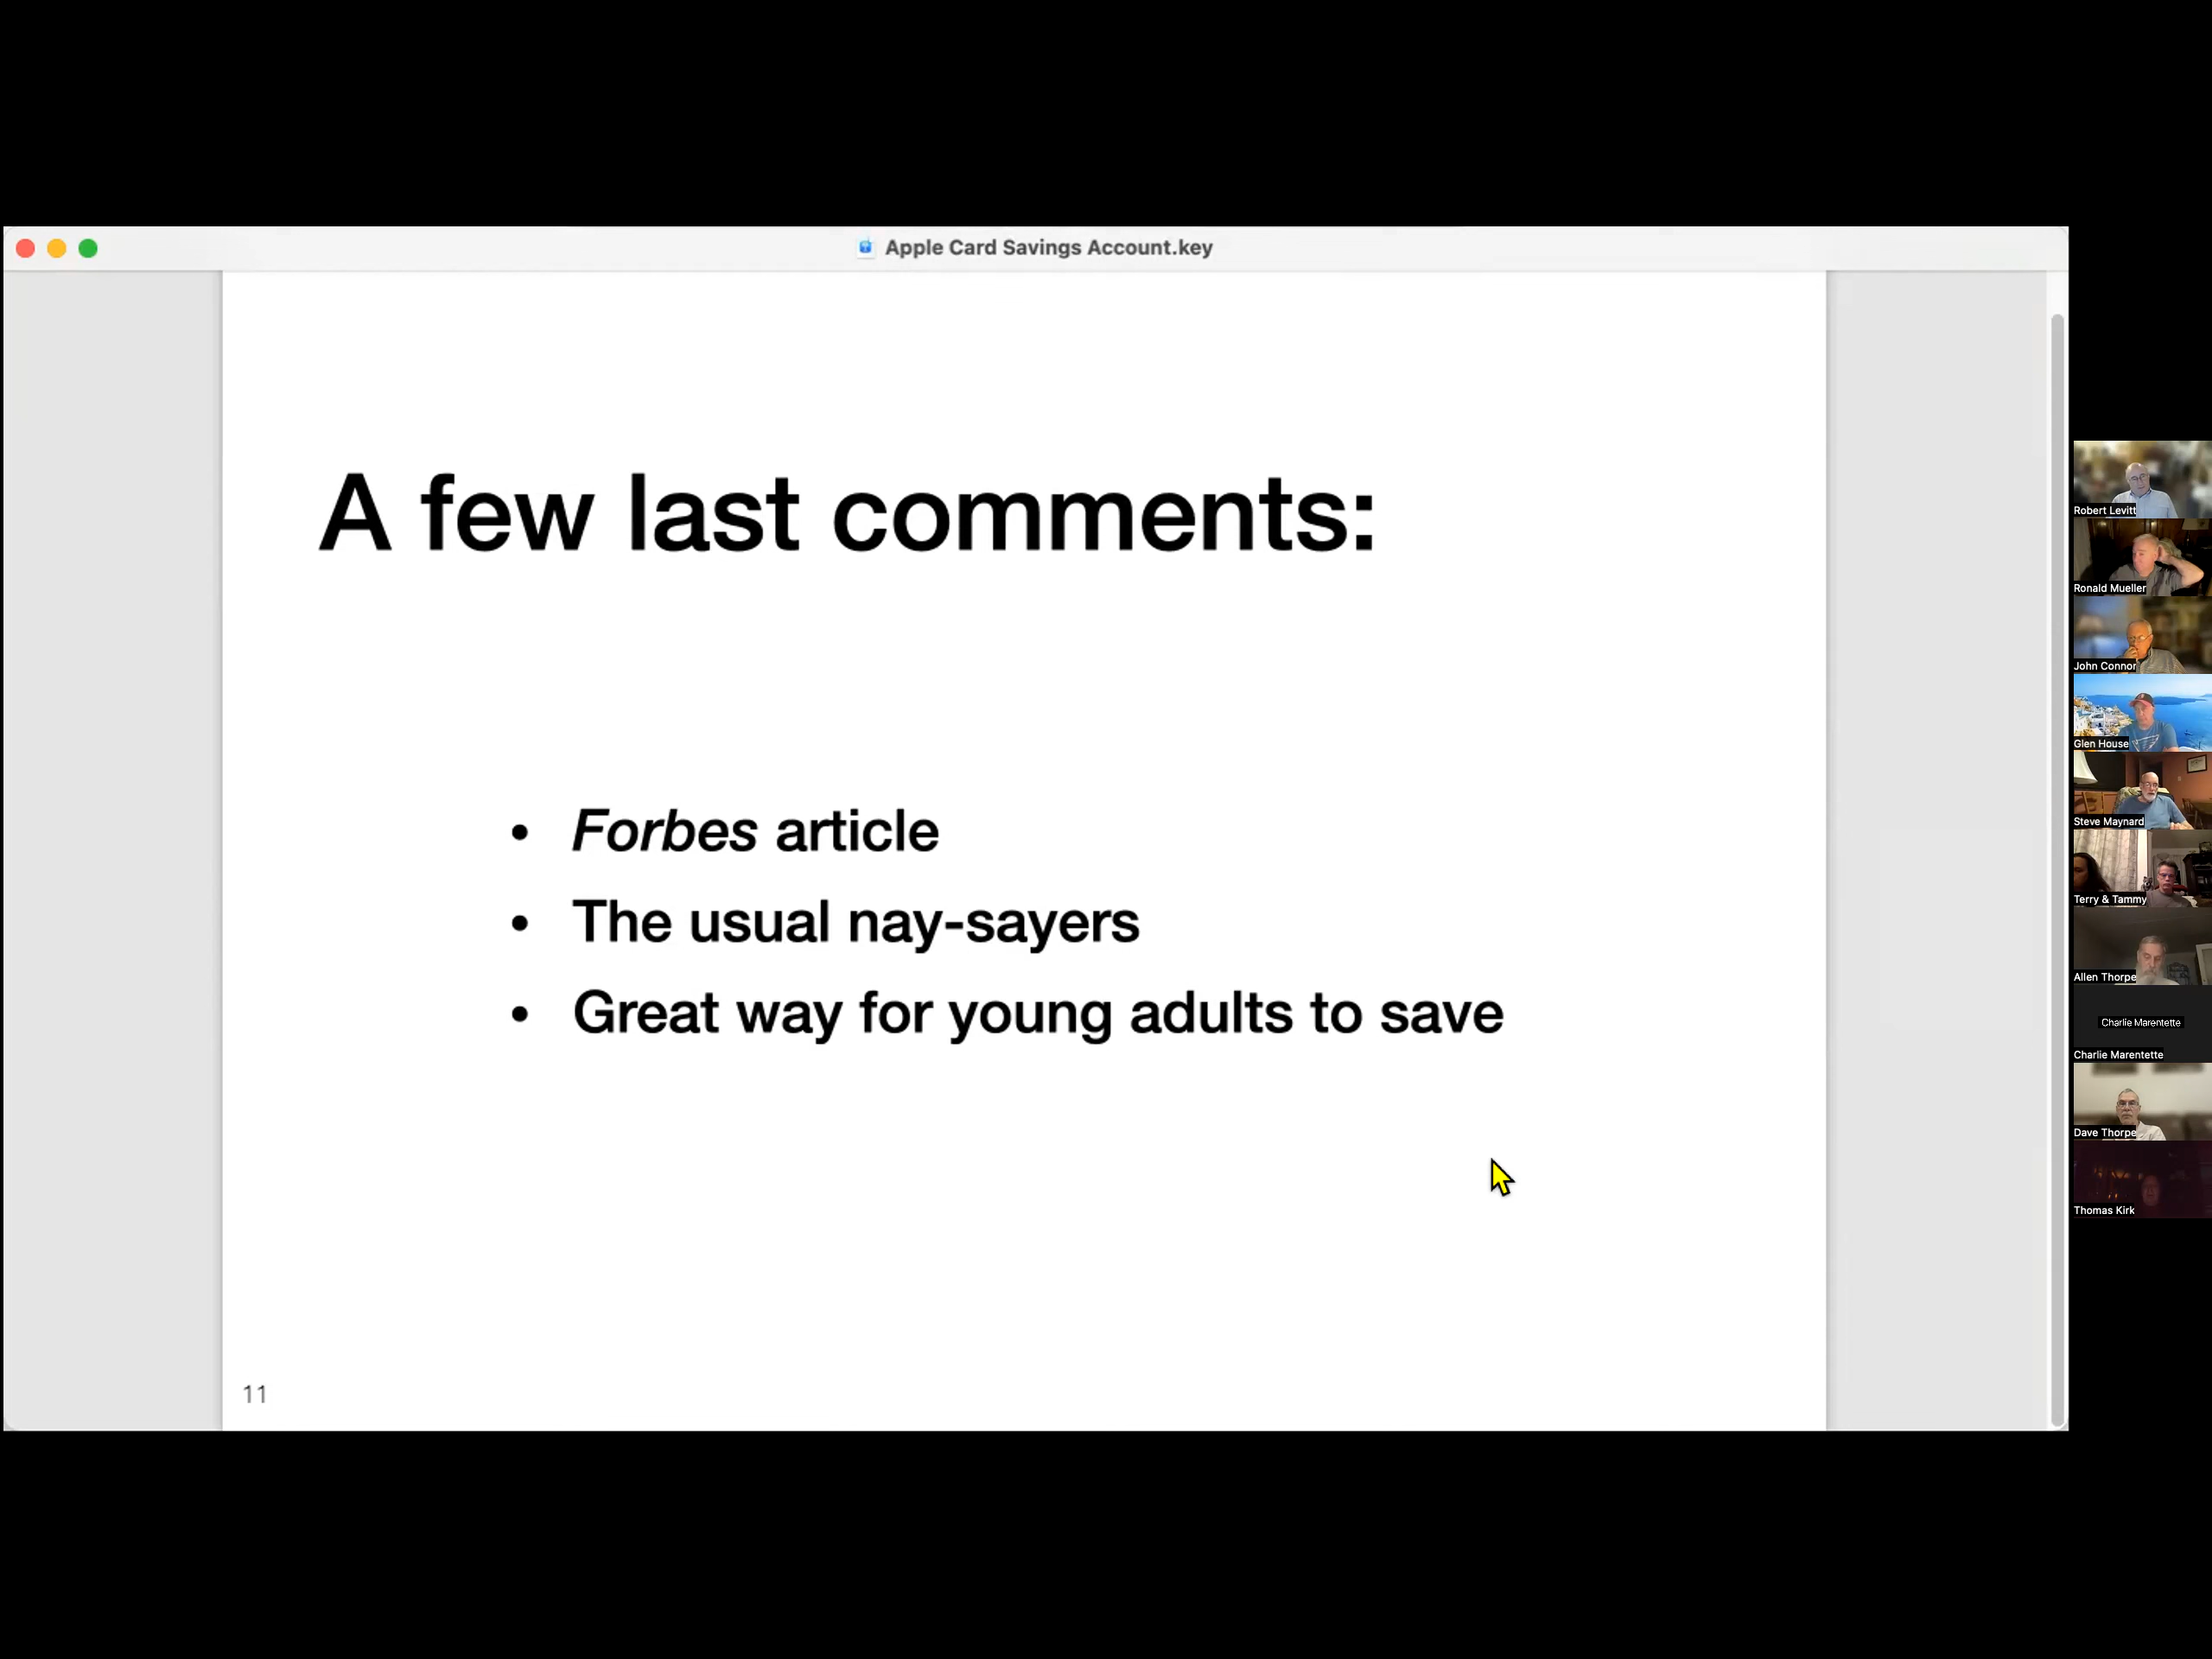 Apple Card Savings Account.key
A few last comments:
• Forbes article
• The usual nay-sayers
• Great way for young adults to save
11
Robert Levitt
Ronald Mueller
John Connor
Glen House
Steve Maynard
Terry & Tammy
Allen Thorpe
Charlie Marentette
Charlie Marentette
Dave Thorpe
Thomas Kirk